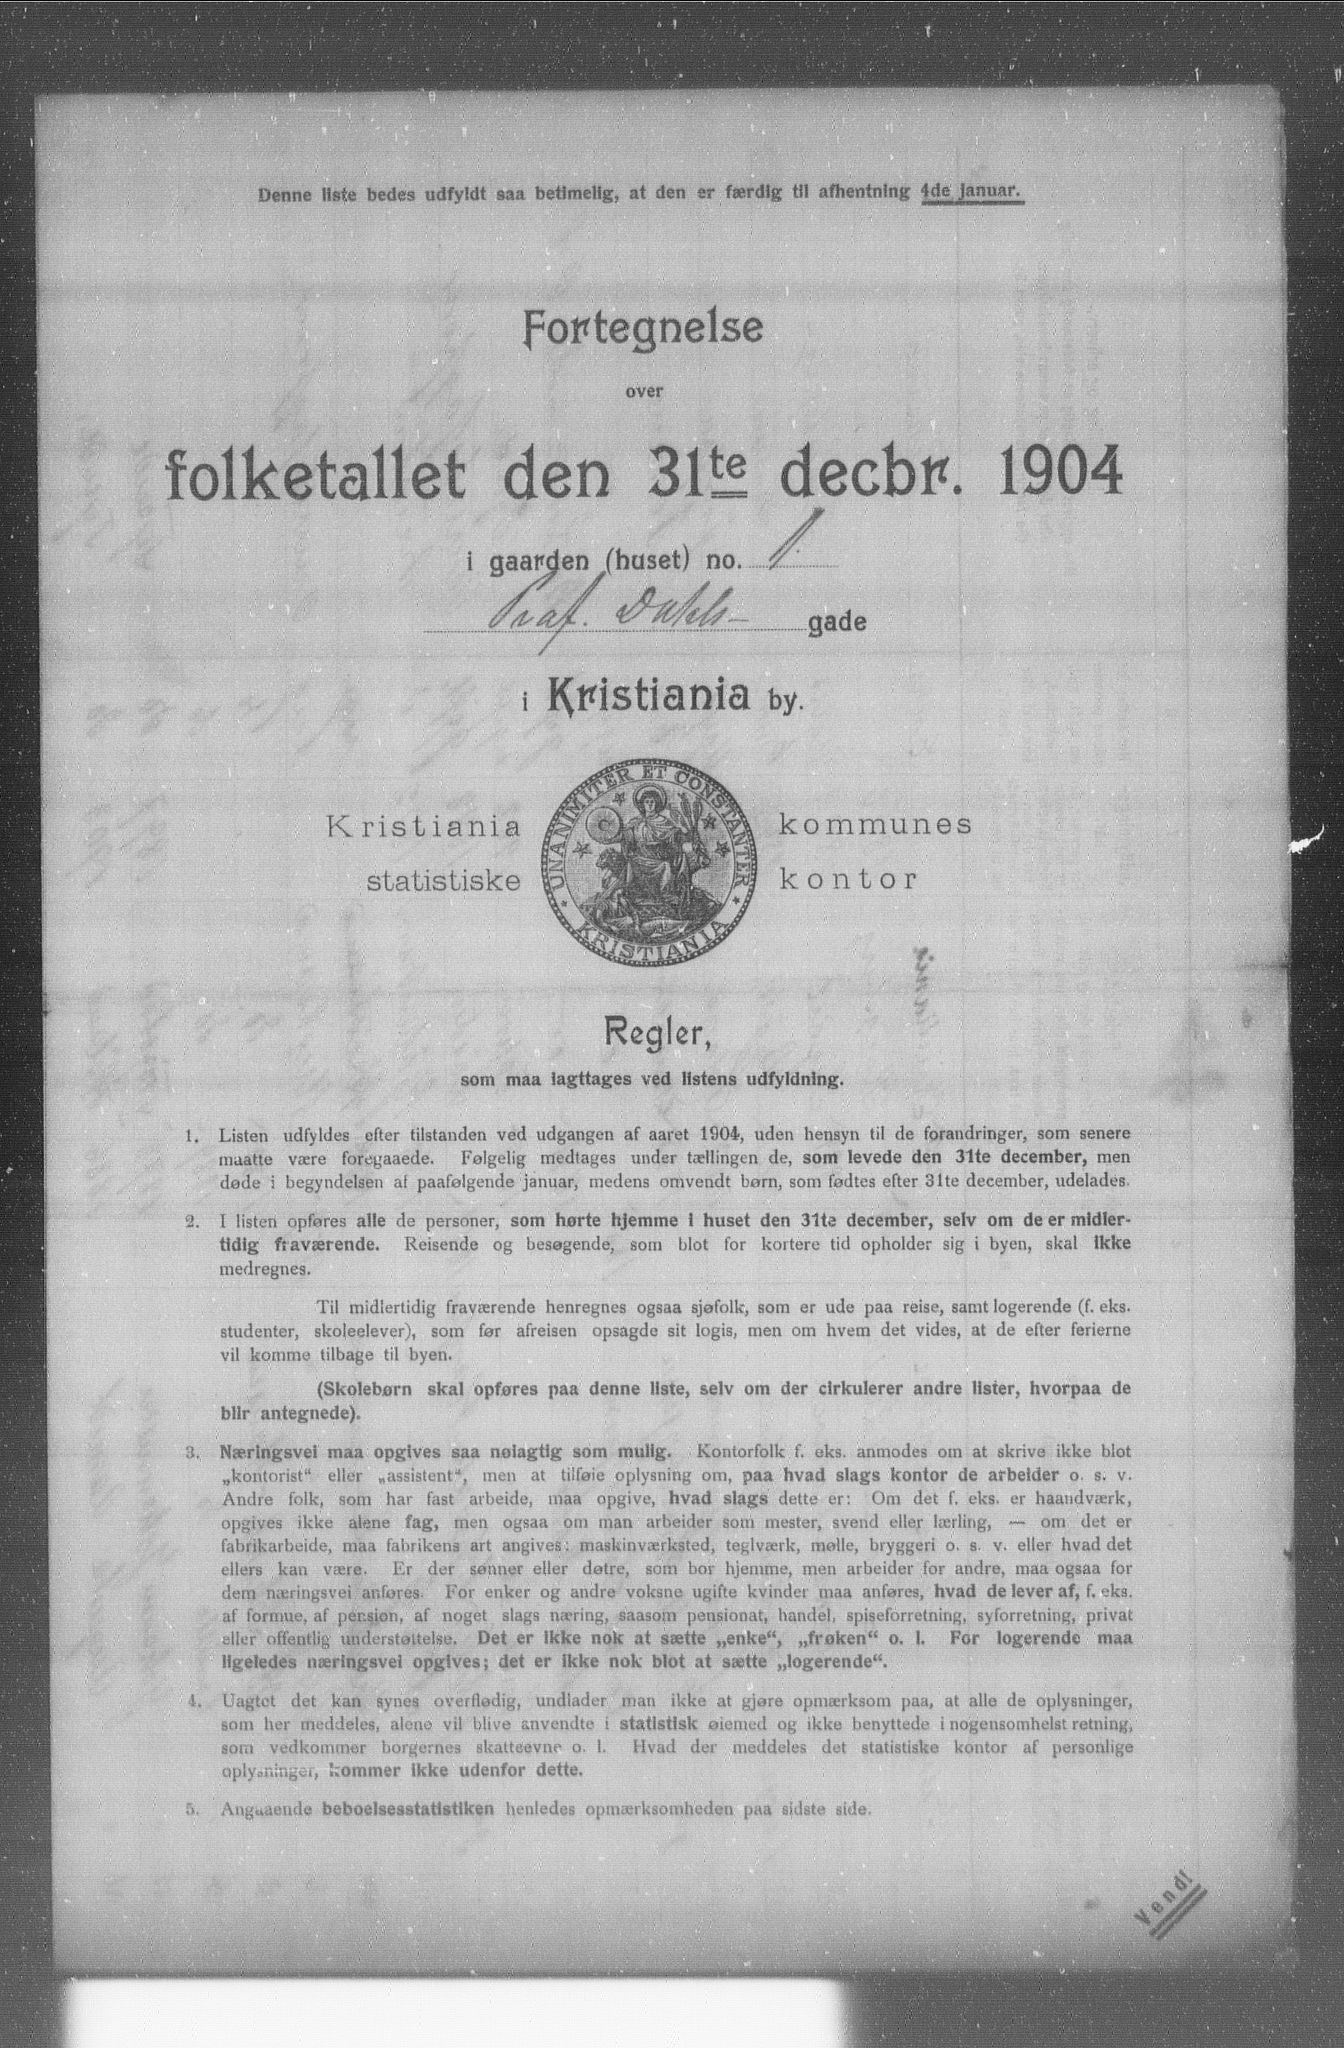 Denne liste bedes udfyldt saa betimelig, at den er færdig til afhentning 4de januar.
Fortegnelse
over
folketallet den 31te decbr. 1904
i gaarden (huset) no. 1.
Prof. Dahls- gade
i Kristiania by.
Kristiania kommunes
statistiske kontor
UNANIMITER ET CONSTANTER
KRISTIANIA
Regler,
som maa iagttages ved listens udfyldning.
1. Listen udfyldes efter tilstanden ved udgangen af aaret 1904, uden hensyn til de forandringer, som senere
maatte være foregaaede. Følgelig medtages under tællingen de, som levede den 31te december, men
døde i begyndelsen af paafølgende januar, medens omvendt børn, som fødtes efter 31te december, udelades.
2. I listen opføres alle de personer, som hørte hjemme i huset den 31te december, selv om de er midler-
tidig fraværende. Reisende og besøgende, som blot for kortere tid opholder sig i byen, skal ikke
medregnes.
Til midlertidig fraværende henregnes ogsaa sjøfolk, som er ude paa reise, samt logerende (f. eks.
studenter, skoleelever), som før afreisen opsagde sit logis, men om hvem det vides, at de efter ferierne
vil komme tilbage til byen.
(Skolebørn skal opføres paa denne liste, selv om der cirkulerer andre lister, hvorpaa de
blir antegnede).
3. Næringsvei maa opgives saa nøiagtig som mulig. Kontorfolk f. eks. anmodes om at skrive ikke blot
„kontorist“ eller „assistent“, men at tilføie oplysning om, paa hvad slags kontor de arbeider o. s. v.
Andre folk, som har fast arbeide, maa opgive, hvad slags dette er: Om det f. eks. er haandværk,
opgives ikke alene fag, men ogsaa om man arbeider som mester, svend eller lærling, — om det er
fabrikarbeide, maa fabrikens art angives: maskinværksted, teglværk, mølle, bryggeri o. s. v. eller hvad det
ellers kan være. Er der sønner eller døtre, som bor hjemme, men arbeider for andre, maa ogsaa for
dem næringsvei anføres. For enker og andre voksne ugifte kvinder maa anføres, hvad de lever af, f. eks.
af formue, af pension, af noget slags næring, saasom pensionat, handel, spiseforretning, syforretning, privat
eller offentlig understøttelse. Det er ikke nok at sætte „enke“, „frøken“ o. l. For logerende maa
ligeledes næringsvei opgives; det er ikke nok blot at sætte „logerende“.
4. Uagtet det kan synes overflødig, undlader man ikke at gjøre opmærksom paa, at alle de oplysninger,
som her meddeles, alene vil blive anvendte i statistisk øiemed og ikke benyttede i nogensomhelst retning,
som vedkommer borgernes skatteevne o. l. Hvad der meddeles det statistiske kontor af personlige
oplysninger, kommer ikke udenfor dette.
5. Angaaende beboelsesstatistiken henledes opmærksomheden paa sidste side.
Vend!